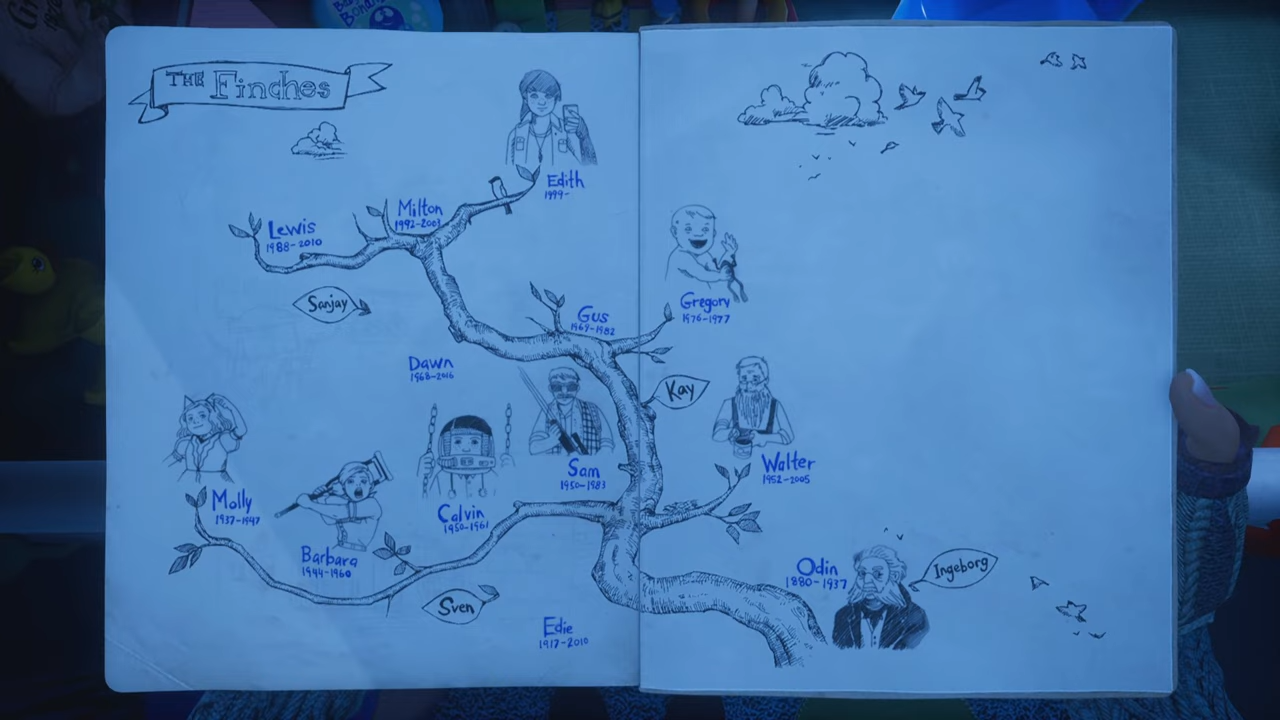 THE Finches
Edith
1999-
Milton
1992-2003
Lewis
1988-2010
Sanjay
Gregory
1976-1977
Gus
1969-1982
Dawn
1968-2016
Kay
Sam
1950-1983
Walter
1952-2005
Calvin
1950-1961
Molly
1937-1947
Barbara
1944-1960
Sven
Edie
1917-2010
Odin
1880-1937
Ingeborg